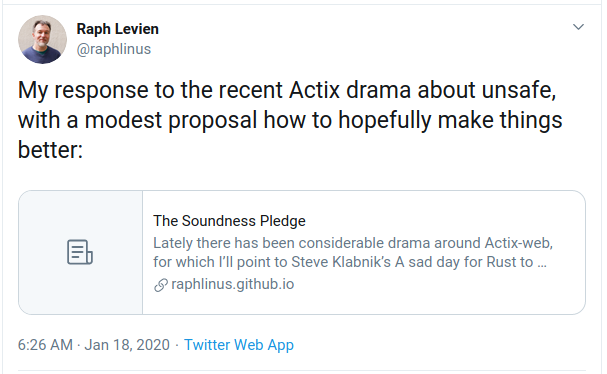 Raph Levien
@raphlinus
My response to the recent Actix drama about unsafe,
with a modest proposal how to hopefully make things
better:
The Soundness Pledge
Lately there has been considerable drama around Actix-web,
for which I’ll point to Steve Klabnik’s A sad day for Rust to ...
raphlinus.github.io
6:26 AM · Jan 18, 2020 · Twitter Web App